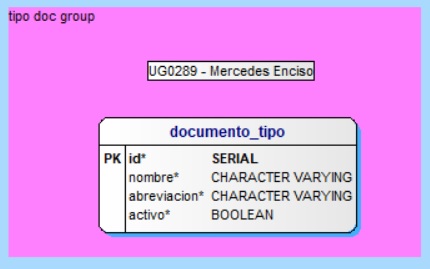 tipo doc group
UG0289 - Mercedes Enciso
documento_tipo
PK id* SERIAL
nombre* CHARACTER VARYING
abreviacion* CHARACTER VARYING
activo* BOOLEAN